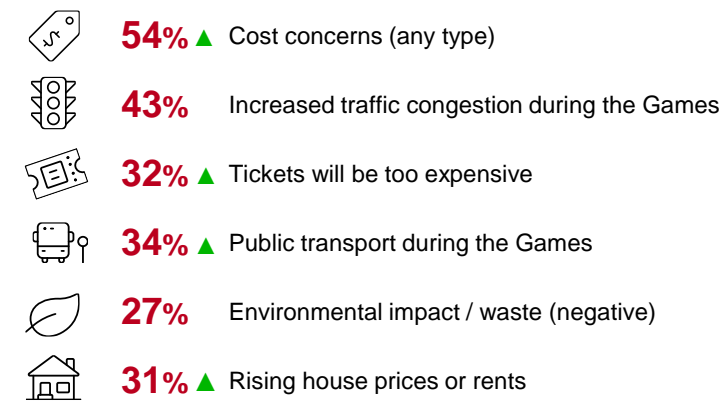 54% ▲ Cost concerns (any type)
43% Increased traffic congestion during the Games
32% ▲ Tickets will be too expensive
34% ▲ Public transport during the Games
27% Environmental impact / waste (negative)
31% ▲ Rising house prices or rents